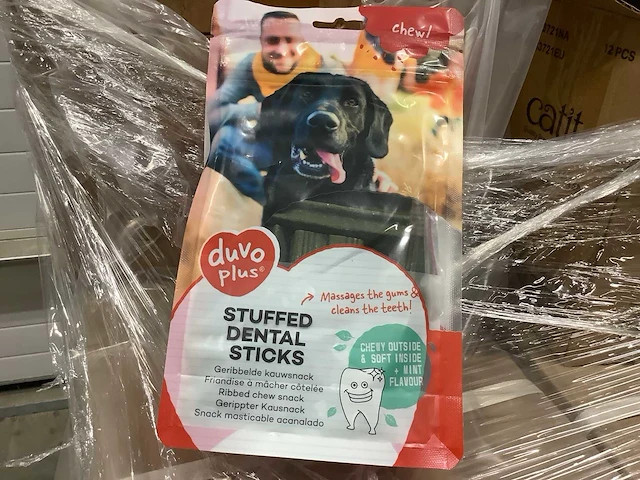 chew!
12 PCS
catit
duvo
plus®
Massages the gums &
cleans the teeth!
STUFFED
DENTAL
STICKS
CHEWY OUTSIDE
& SOFT INSIDE
+ MINT
FLAVOUR
Geribbelde kauwsnack
Friandise à mâcher côtelée
Ribbed chew snack
Gerippter Kausnack
Snack masticable acanalado